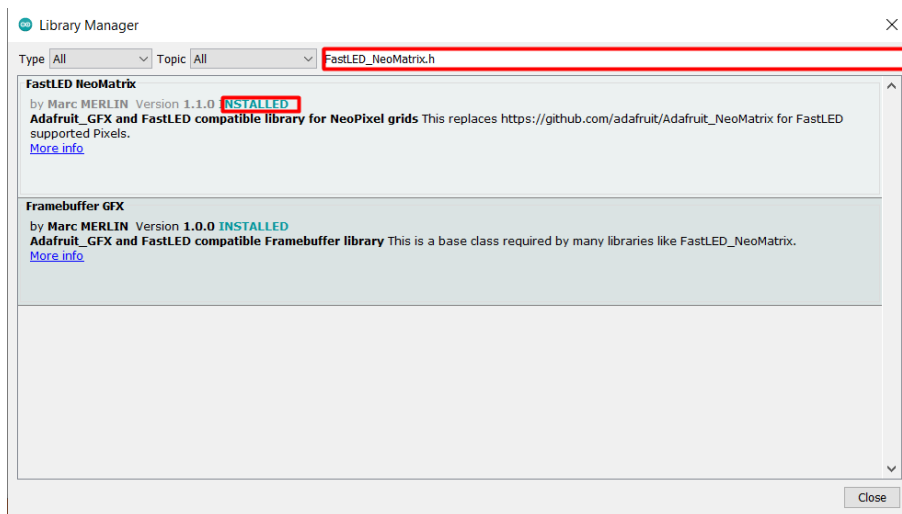 Library Manager
Type All Topic All FastLED_NeoMatrix.h
FastLED NeoMatrix
by Marc MERLIN Version 1.1.0 INSTALLED
Adafruit_GFX and FastLED compatible library for NeoPixel grids This replaces https://github.com/adafruit/Adafruit_NeoMatrix for FastLED
supported Pixels.
More info
Framebuffer GFX
by Marc MERLIN Version 1.0.0 INSTALLED
Adafruit_GFX and FastLED compatible Framebuffer library This is a base class required by many libraries like FastLED_NeoMatrix.
More info
Close